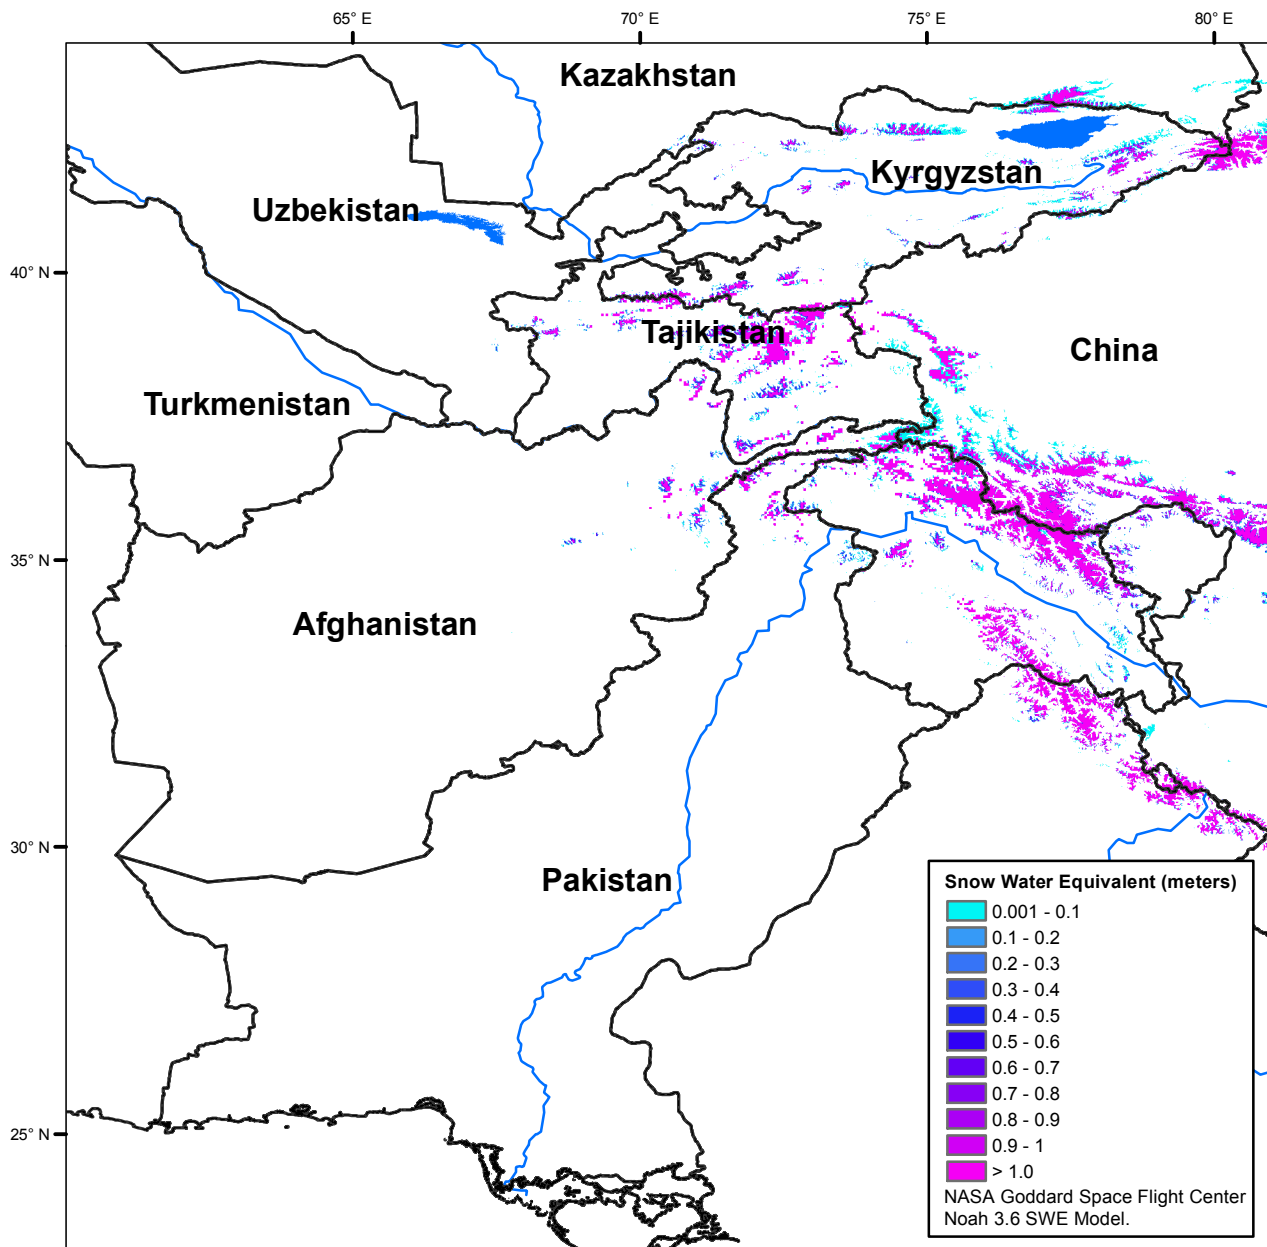 65° E
70° E
75° E
80° E
Kazakhstan
Kyrgyzstan
Uzbekistan
40° N
Tajikistan
China
Turkmenistan
35° N
Afghanistan
30° N
Pakistan
25° N
Snow Water Equivalent (meters)
0.001 - 0.1
0.1 - 0.2
0.2 - 0.3
0.3 - 0.4
0.4 - 0.5
0.5 - 0.6
0.6 - 0.7
0.7 - 0.8
0.8 - 0.9
0.9 - 1
> 1.0
NASA Goddard Space Flight Center
Noah 3.6 SWE Model.